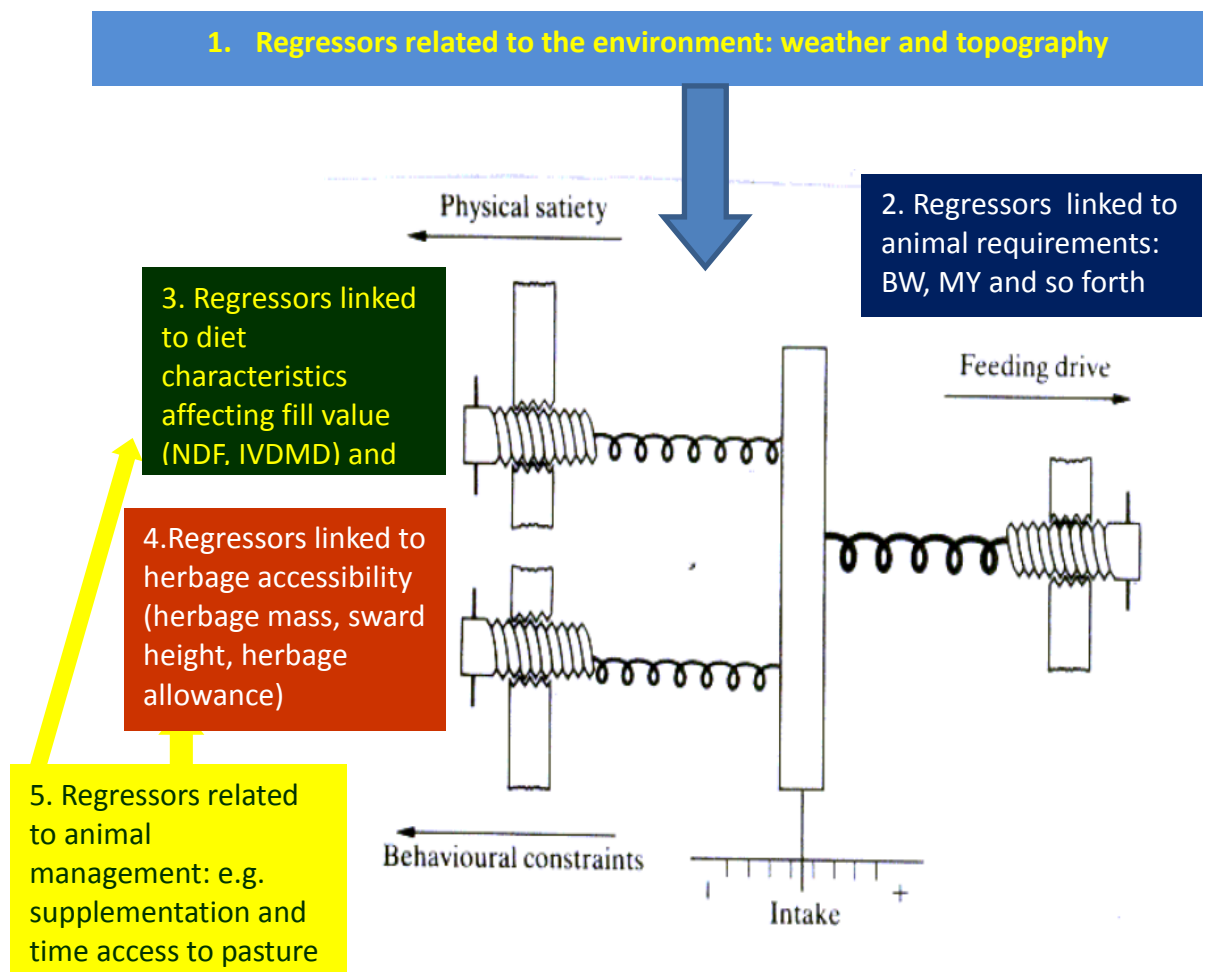 1. Regressors related to the environment: weather and topography
Physical satiety
2. Regressors linked to
animal requirements:
BW, MY and so forth
3. Regressors linked
to diet
characteristics
affecting fill value
(NDF, IVDMD) and
Feeding drive
4.Regressors linked to
herbage accessibility
(herbage mass, sward
height, herbage
allowance)
5. Regressors related
to animal
management: e.g.
supplementation and
time access to pasture
Behavioural constraints
- +
Intake